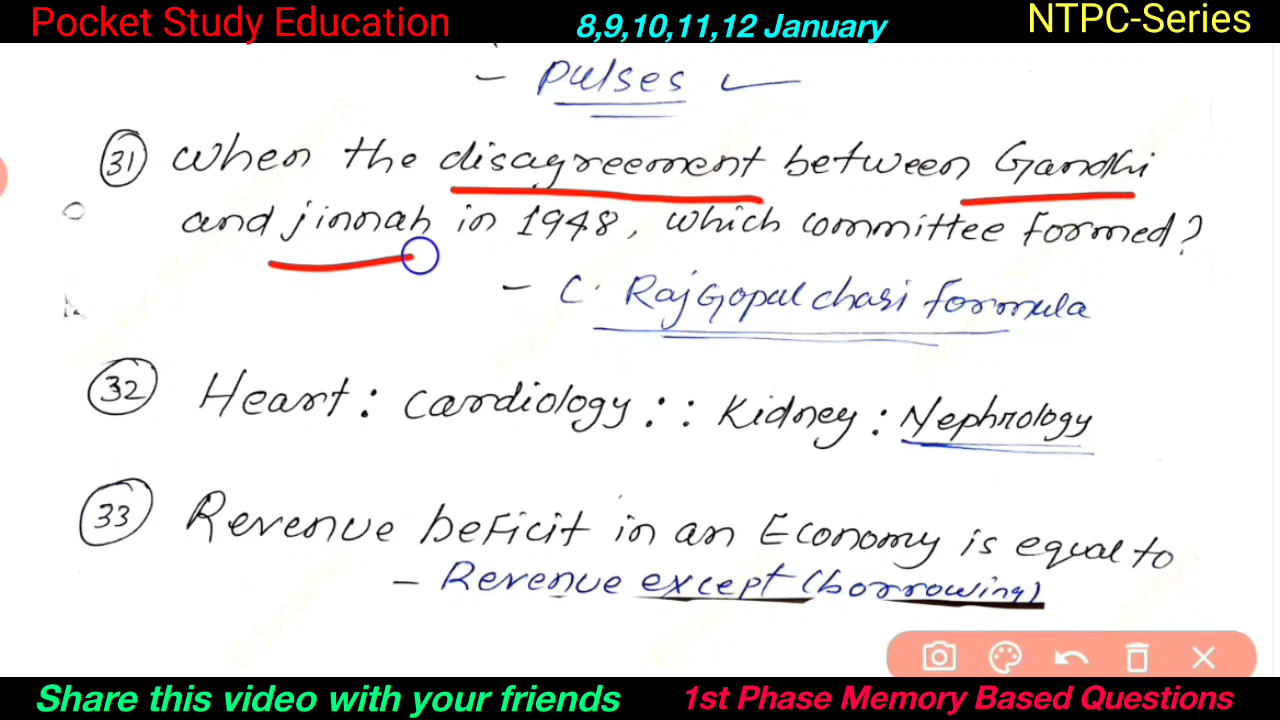 Pocket Study Education
8,9,10,11,12 January
NTPC-Series
- Pulses
31 When the disagreement between Gandhi
and jinnah in 1948, which committee formed?
- C. RajGopalchari formula
32 Heart : Cardiology : : Kidney : Nephrology
33 Revenue Deficit in an Economy is equal to
- Revenue except (borrowing)
Share this video with your friends
1st Phase Memory Based Questions